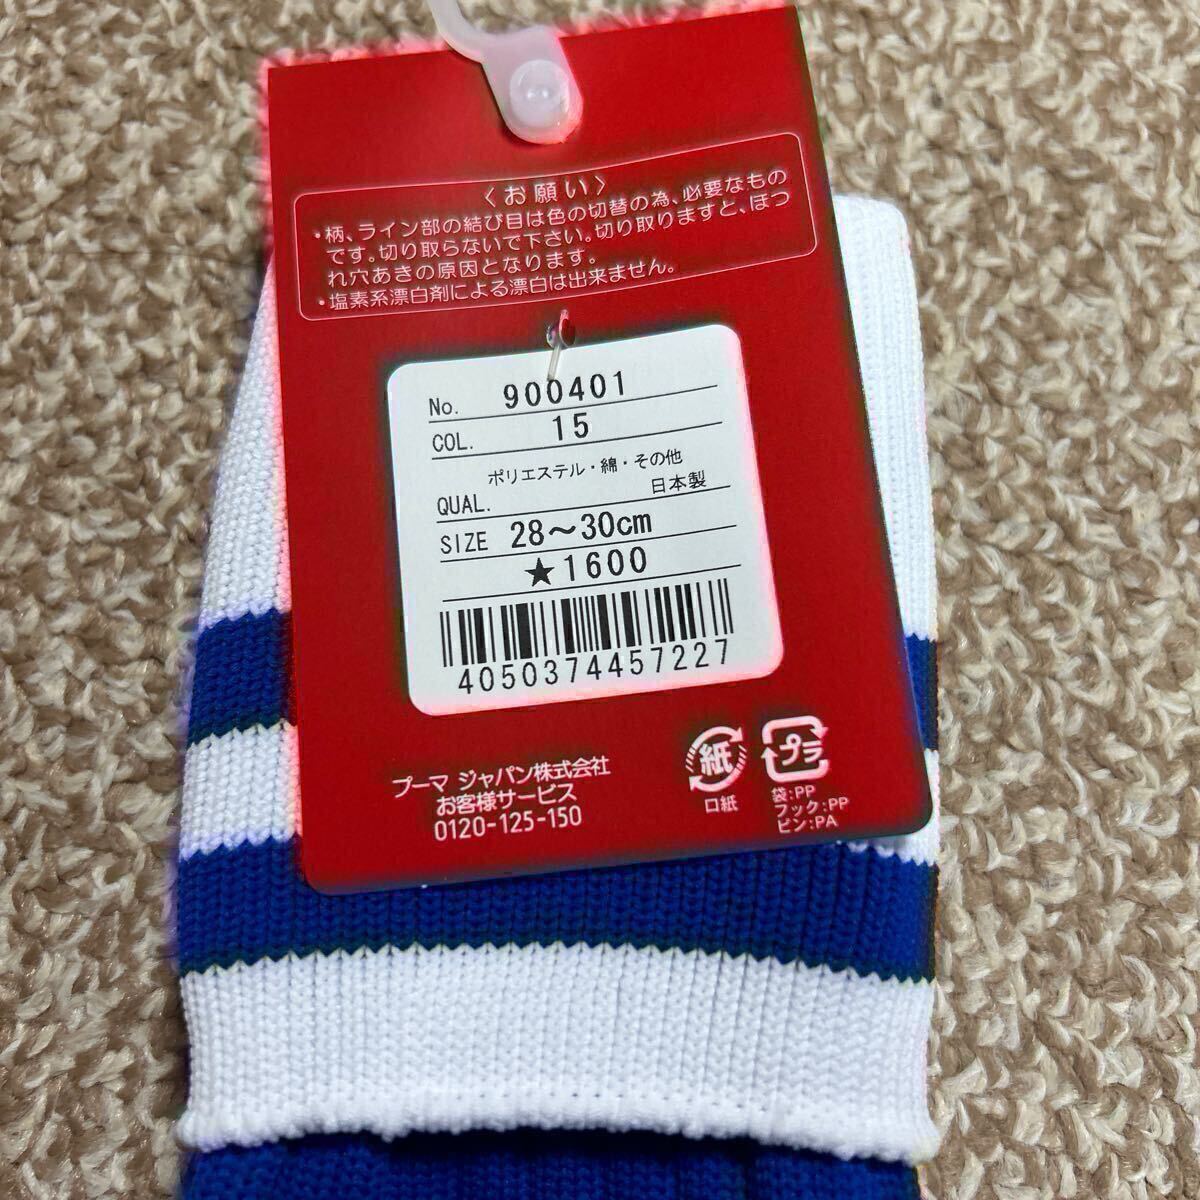 〈お願い〉
・柄、ライン部の結び目は色の切替の為、必要なもの
です。切り取らないで下さい。切り取りますと、ほつ
れ穴あきの原因となります。
・塩素系漂白剤による漂白は出来ません。
No. 900401
COL. 15
ポリエステル・綿・その他
QUAL. 日本製
SIZE 28～30cm
★1600
4050374457227
プーマ ジャパン株式会社
お客様サービス
0120-125-150
紙
口紙
プラ
袋:PP
フック:PP
ピン:PA